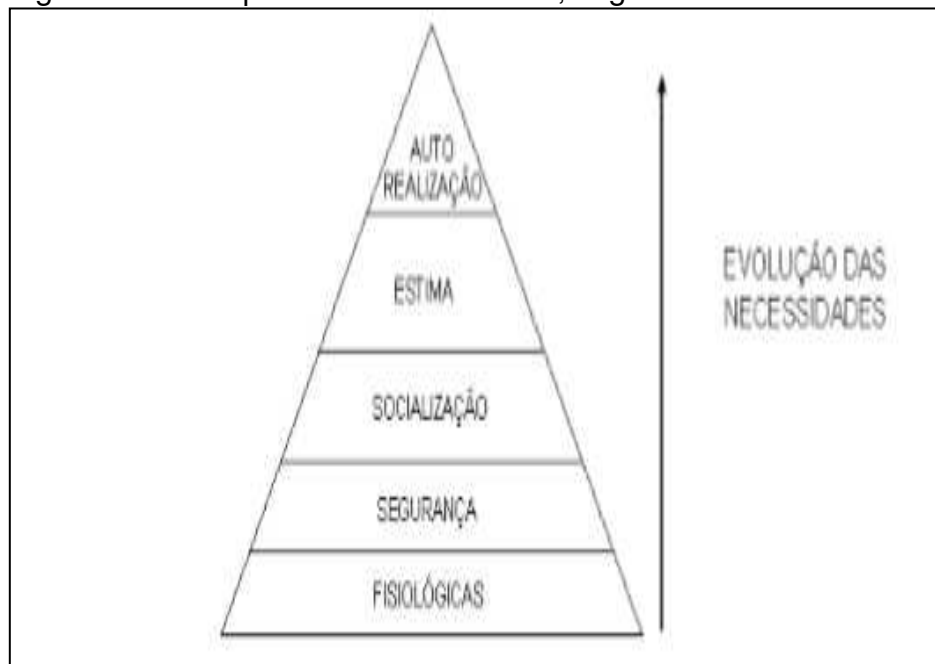 AUTO
REALIZAÇÃO
ESTIMA
SOCIALIZAÇÃO
SEGURANÇA
FISIOLÓGICAS
EVOLUÇÃO DAS
NECESSIDADES